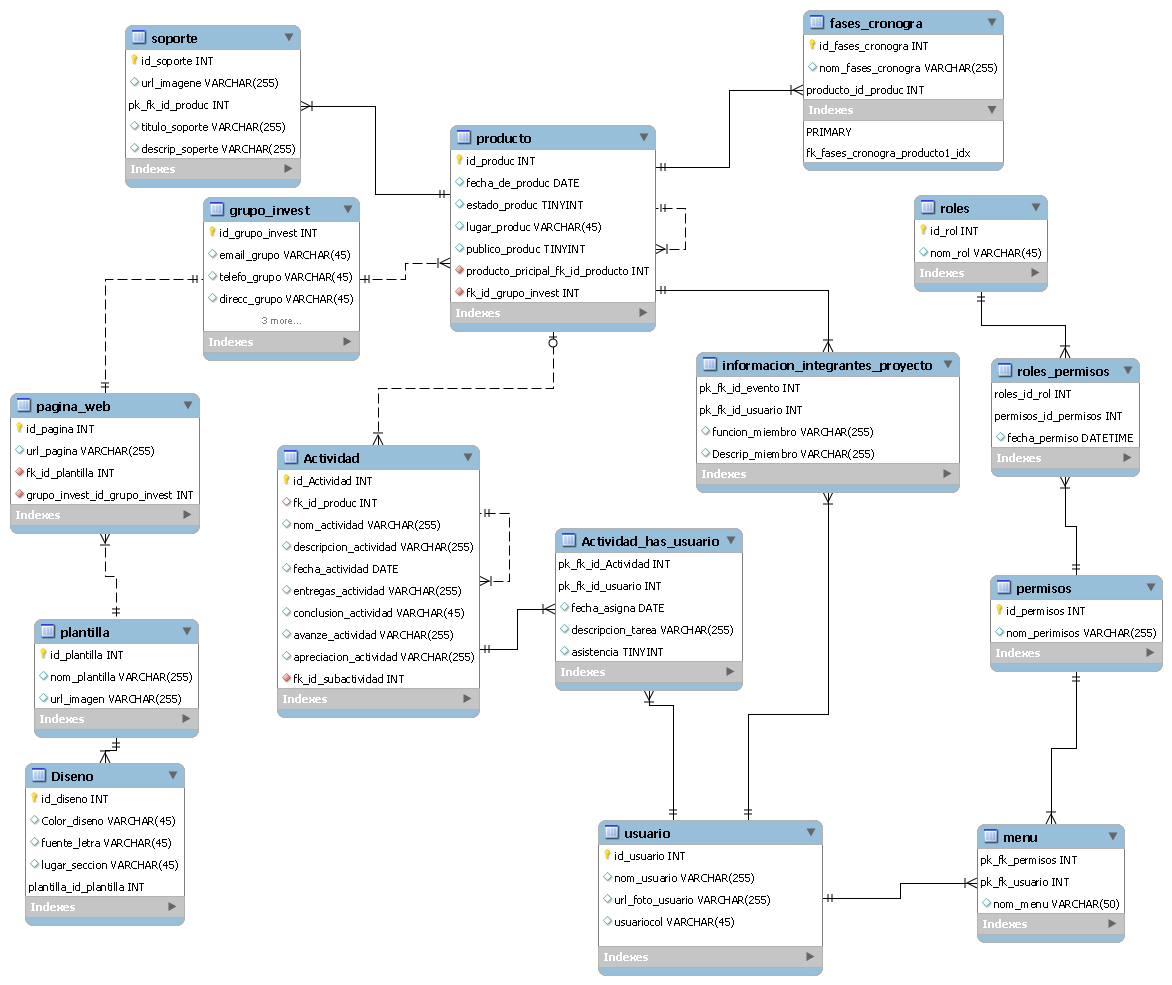 soporte
id_soporte INT
url_imagene VARCHAR(255)
pk_fk_id_produc INT
titulo_soporte VARCHAR(255)
descrip_soperte VARCHAR(255)
Indexes
fases_cronogra
id_fases_cronogra INT
nom_fases_cronogra VARCHAR(255)
producto_id_produc INT
Indexes
PRIMARY
fk_fases_cronogra_producto1_idx
producto
id_produc INT
fecha_de_produc DATE
estado_produc TINYINT
lugar_produc VARCHAR(45)
publico_produc TINYINT
producto_pricipal_fk_id_producto INT
fk_id_grupo_invest INT
Indexes
grupo_invest
id_grupo_invest INT
email_grupo VARCHAR(45)
telefo_grupo VARCHAR(45)
direcc_grupo VARCHAR(45)
3 more...
Indexes
roles
id_rol INT
nom_rol VARCHAR(45)
Indexes
informacion_integrantes_proyecto
pk_fk_id_evento INT
pk_fk_id_usuario INT
funcion_miembro VARCHAR(255)
Descrip_miembro VARCHAR(255)
Indexes
roles_permisos
roles_id_rol INT
permisos_id_permisos INT
fecha_permiso DATETIME
Indexes
pagina_web
id_pagina INT
url_pagina VARCHAR(255)
fk_id_plantilla INT
grupo_invest_id_grupo_invest INT
Indexes
Actividad
id_Actividad INT
fk_id_produc INT
nom_actividad VARCHAR(255)
descripcion_actividad VARCHAR(255)
fecha_actividad DATE
entregas_actividad VARCHAR(255)
conclusion_actividad VARCHAR(45)
avanze_actividad VARCHAR(255)
apreciacion_actividad VARCHAR(255)
fk_id_subactividad INT
Indexes
Actividad_has_usuario
pk_fk_id_Actividad INT
pk_fk_id_usuario INT
fecha_asigna DATE
descripcion_tarea VARCHAR(255)
asistencia TINYINT
Indexes
permisos
id_permisos INT
nom_perimisos VARCHAR(255)
Indexes
plantilla
id_plantilla INT
nom_plantilla VARCHAR(255)
url_imagen VARCHAR(255)
Indexes
Diseno
id_diseno INT
Color_diseno VARCHAR(45)
fuente_letra VARCHAR(45)
lugar_seccion VARCHAR(45)
plantilla_id_plantilla INT
Indexes
usuario
id_usuario INT
nom_usuario VARCHAR(255)
url_foto_usuario VARCHAR(255)
usuariocol VARCHAR(45)
Indexes
menu
pk_fk_permisos INT
pk_fk_usuario INT
nom_menu VARCHAR(50)
Indexes